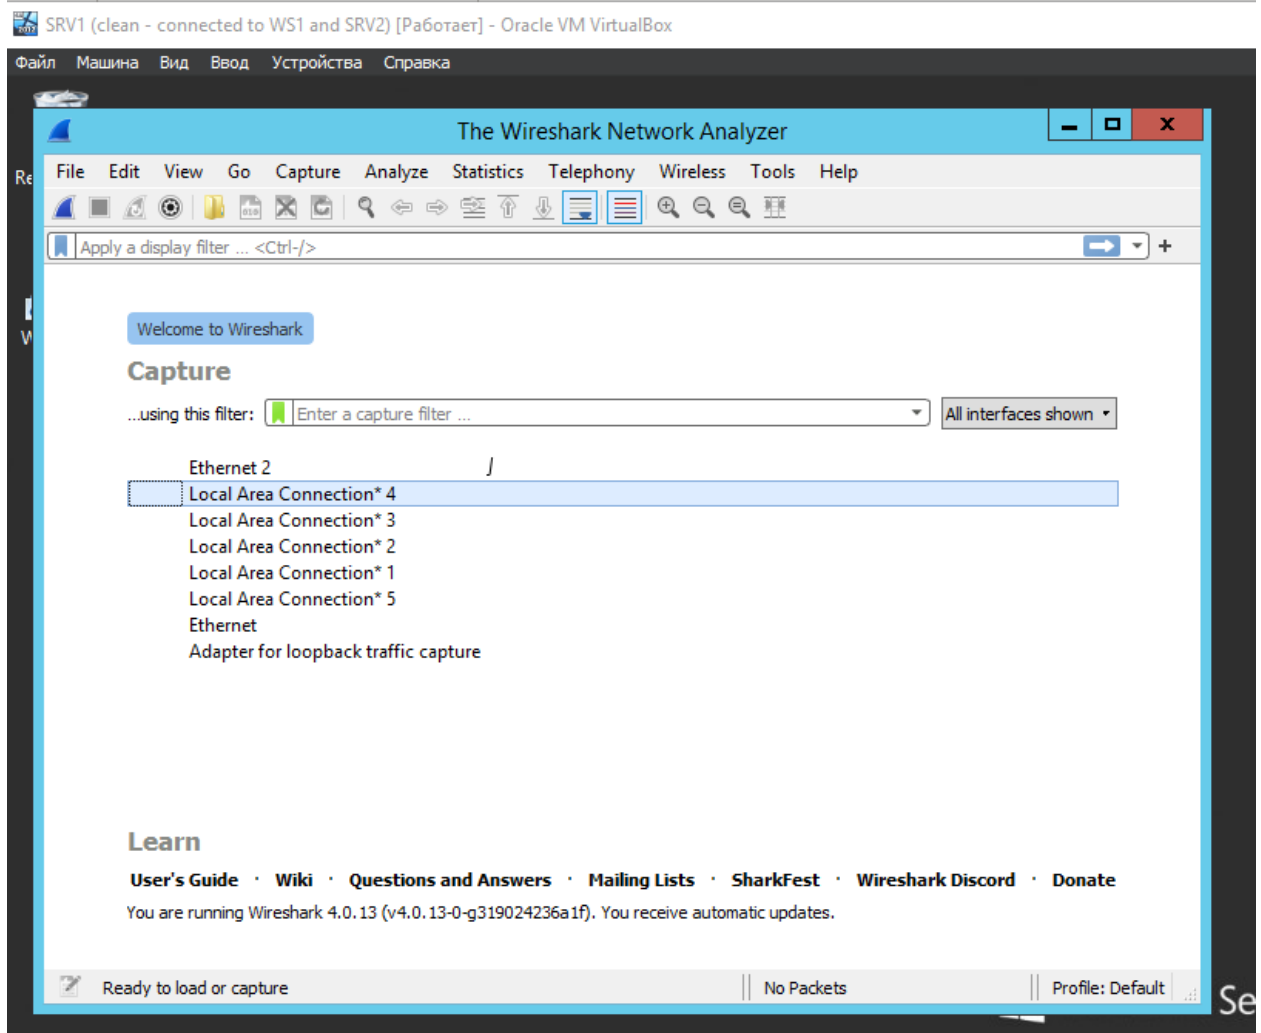 SRV1 (clean - connected to WS1 and SRV2) [Работает] - Oracle VM VirtualBox
Файл Машина Вид Ввод Устройства Справка
The Wireshark Network Analyzer
File Edit View Go Capture Analyze Statistics Telephony Wireless Tools Help
Apply a display filter ... <Ctrl-/>
Welcome to Wireshark
Capture
...using this filter: Enter a capture filter ... All interfaces shown
Ethernet 2
Local Area Connection* 4
Local Area Connection* 3
Local Area Connection* 2
Local Area Connection* 1
Local Area Connection* 5
Ethernet
Adapter for loopback traffic capture
Learn
User's Guide · Wiki · Questions and Answers · Mailing Lists · SharkFest · Wireshark Discord · Donate
You are running Wireshark 4.0.13 (v4.0.13-0-g319024236a1f). You receive automatic updates.
Ready to load or capture No Packets Profile: Default